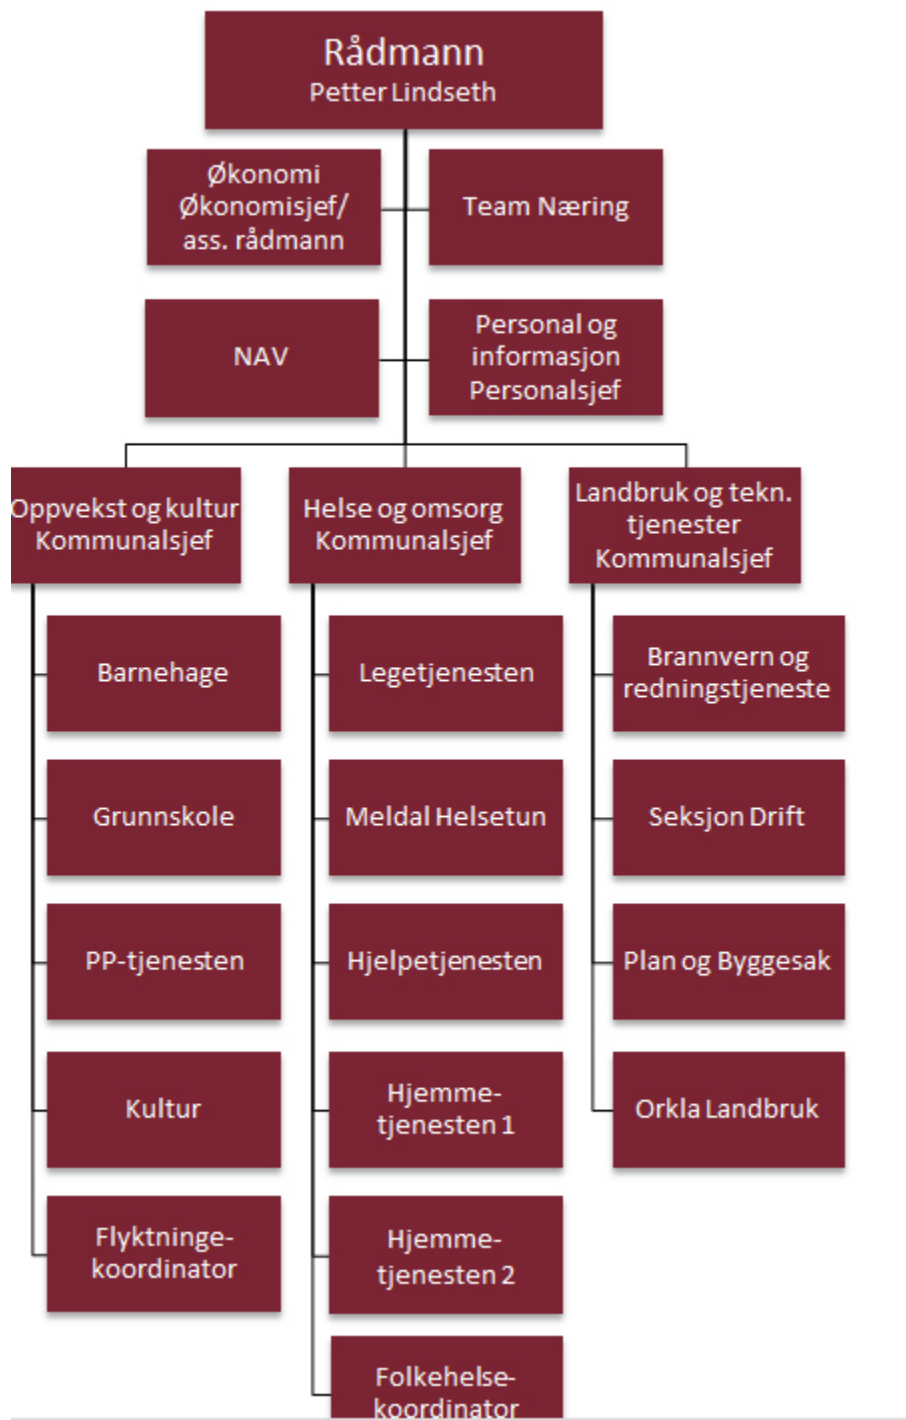 Rådmann
Petter Lindseth
Økonomi
Økonomisjef/
ass. rådmann
Team Næring
NAV
Personal og
informasjon
Personalsjef
Oppvekst og kultur
Kommunalsjef
Helse og omsorg
Kommunalsjef
Landbruk og tekn.
tjenester
Kommunalsjef
Barnehage
Grunnskole
PP-tjenesten
Kultur
Flyktninge-
koordinator
Legetjenesten
Meldal Helsetun
Hjelpetjenesten
Hjemme-
tjenesten 1
Hjemme-
tjenesten 2
Folkehelse-
koordinator
Brannvern og
redningstjeneste
Seksjon Drift
Plan og Byggesak
Orkla Landbruk